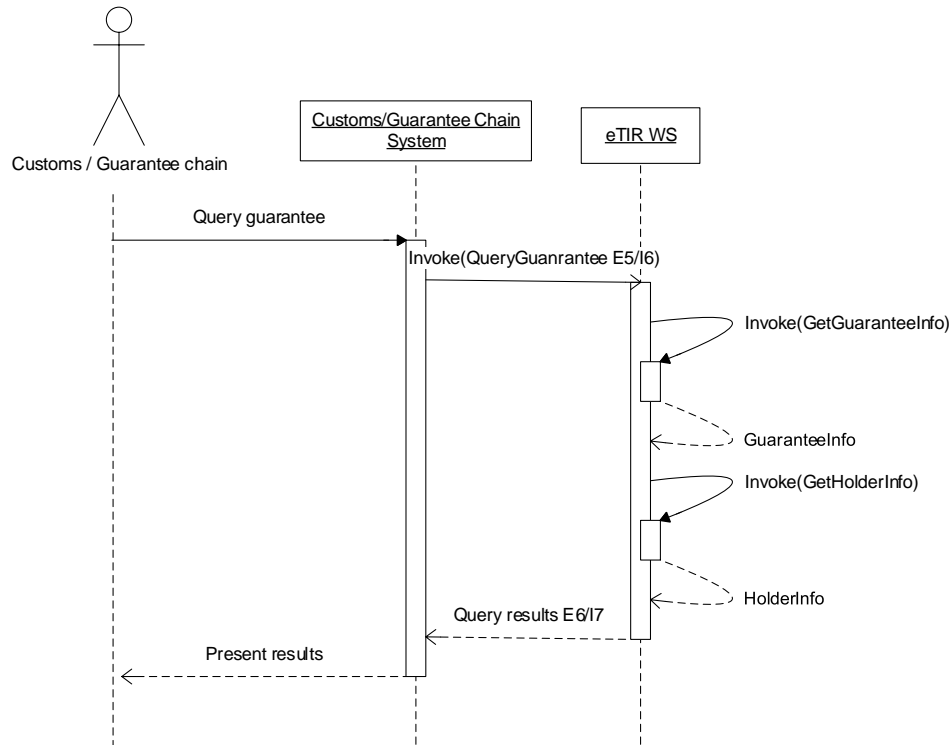 Customs/Guarantee Chain
System
eTIR WS
Customs / Guarantee chain
Query guarantee
Invoke(QueryGuanrantee E5/I6)
Invoke(GetGuaranteeInfo)
GuaranteeInfo
Invoke(GetHolderInfo)
HolderInfo
Query results E6/I7
Present results